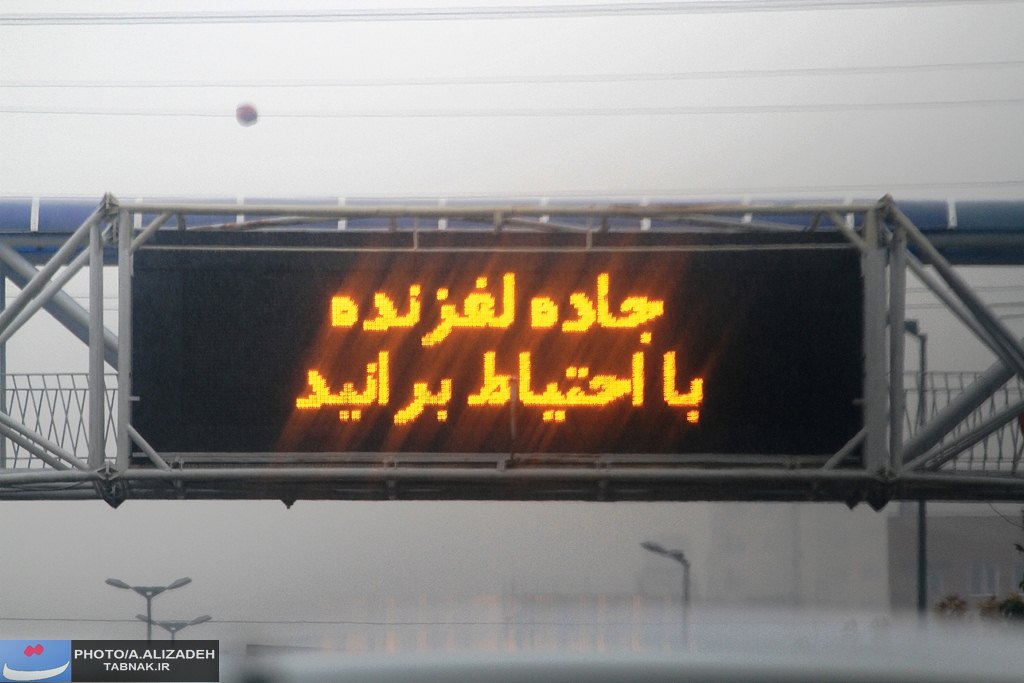 جاده لغزنده
با احتیاط برانید
PHOTO/A.ALIZADEH
TABNAK.IR